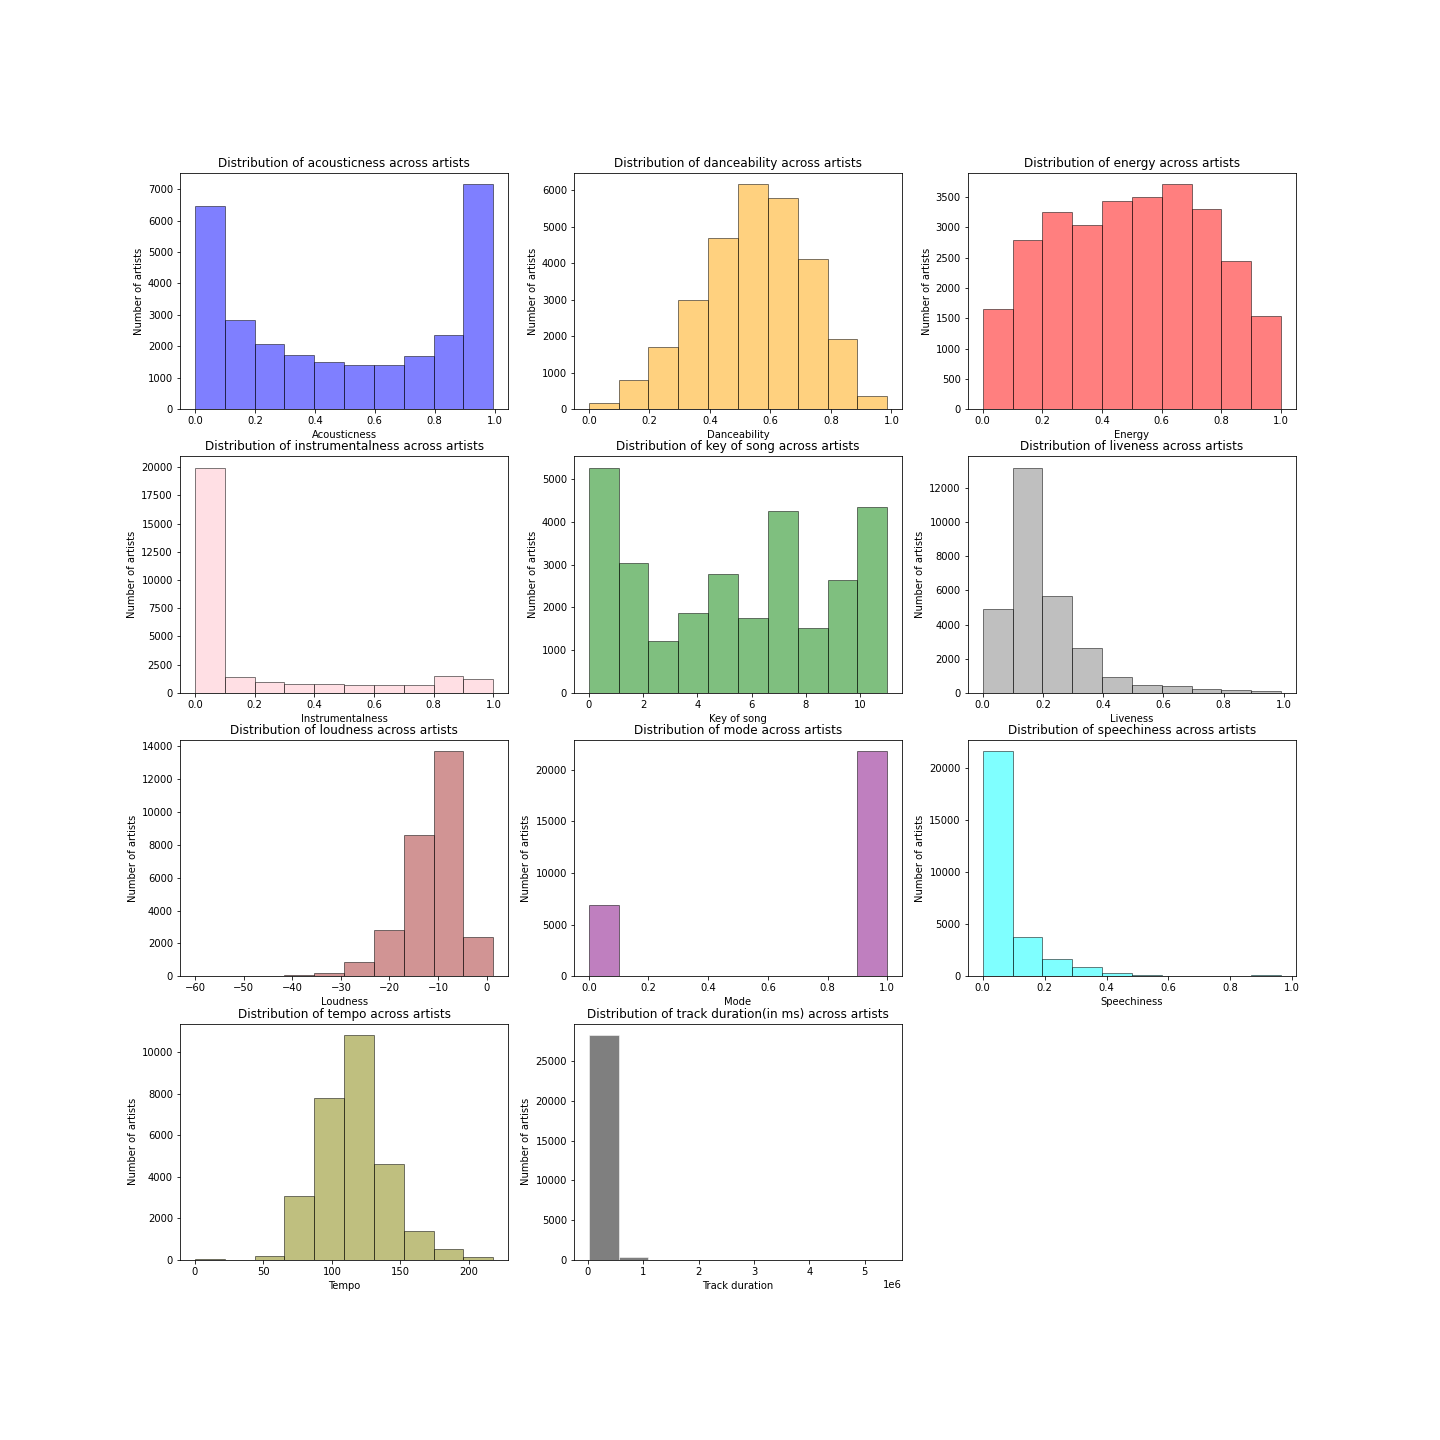 Distribution of acousticness across artists
Number of artists
7000
6000
5000
4000
3000
2000
1000
0
0.0 0.2 0.4 0.6 0.8 1.0
Acousticness
Distribution of danceability across artists
Number of artists
6000
5000
4000
3000
2000
1000
0
0.0 0.2 0.4 0.6 0.8 1.0
Danceability
Distribution of energy across artists
Number of artists
3500
3000
2500
2000
1500
1000
500
0
0.0 0.2 0.4 0.6 0.8 1.0
Energy
Distribution of instrumentalness across artists
Number of artists
20000
17500
15000
12500
10000
7500
5000
2500
0
0.0 0.2 0.4 0.6 0.8 1.0
Instrumentalness
Distribution of key of song across artists
Number of artists
5000
4000
3000
2000
1000
0
0 2 4 6 8 10
Key of song
Distribution of liveness across artists
Number of artists
12000
10000
8000
6000
4000
2000
0
0.0 0.2 0.4 0.6 0.8 1.0
Liveness
Distribution of loudness across artists
Number of artists
14000
12000
10000
8000
6000
4000
2000
0
−60 −50 −40 −30 −20 −10 0
Loudness
Distribution of mode across artists
Number of artists
20000
15000
10000
5000
0
0.0 0.2 0.4 0.6 0.8 1.0
Mode
Distribution of speechiness across artists
Number of artists
20000
15000
10000
5000
0
0.0 0.2 0.4 0.6 0.8 1.0
Speechiness
Distribution of tempo across artists
Number of artists
10000
8000
6000
4000
2000
0
0 50 100 150 200
Tempo
Distribution of track duration(in ms) across artists
Number of artists
25000
20000
15000
10000
5000
0
0 1 2 3 4 5
1e6
Track duration